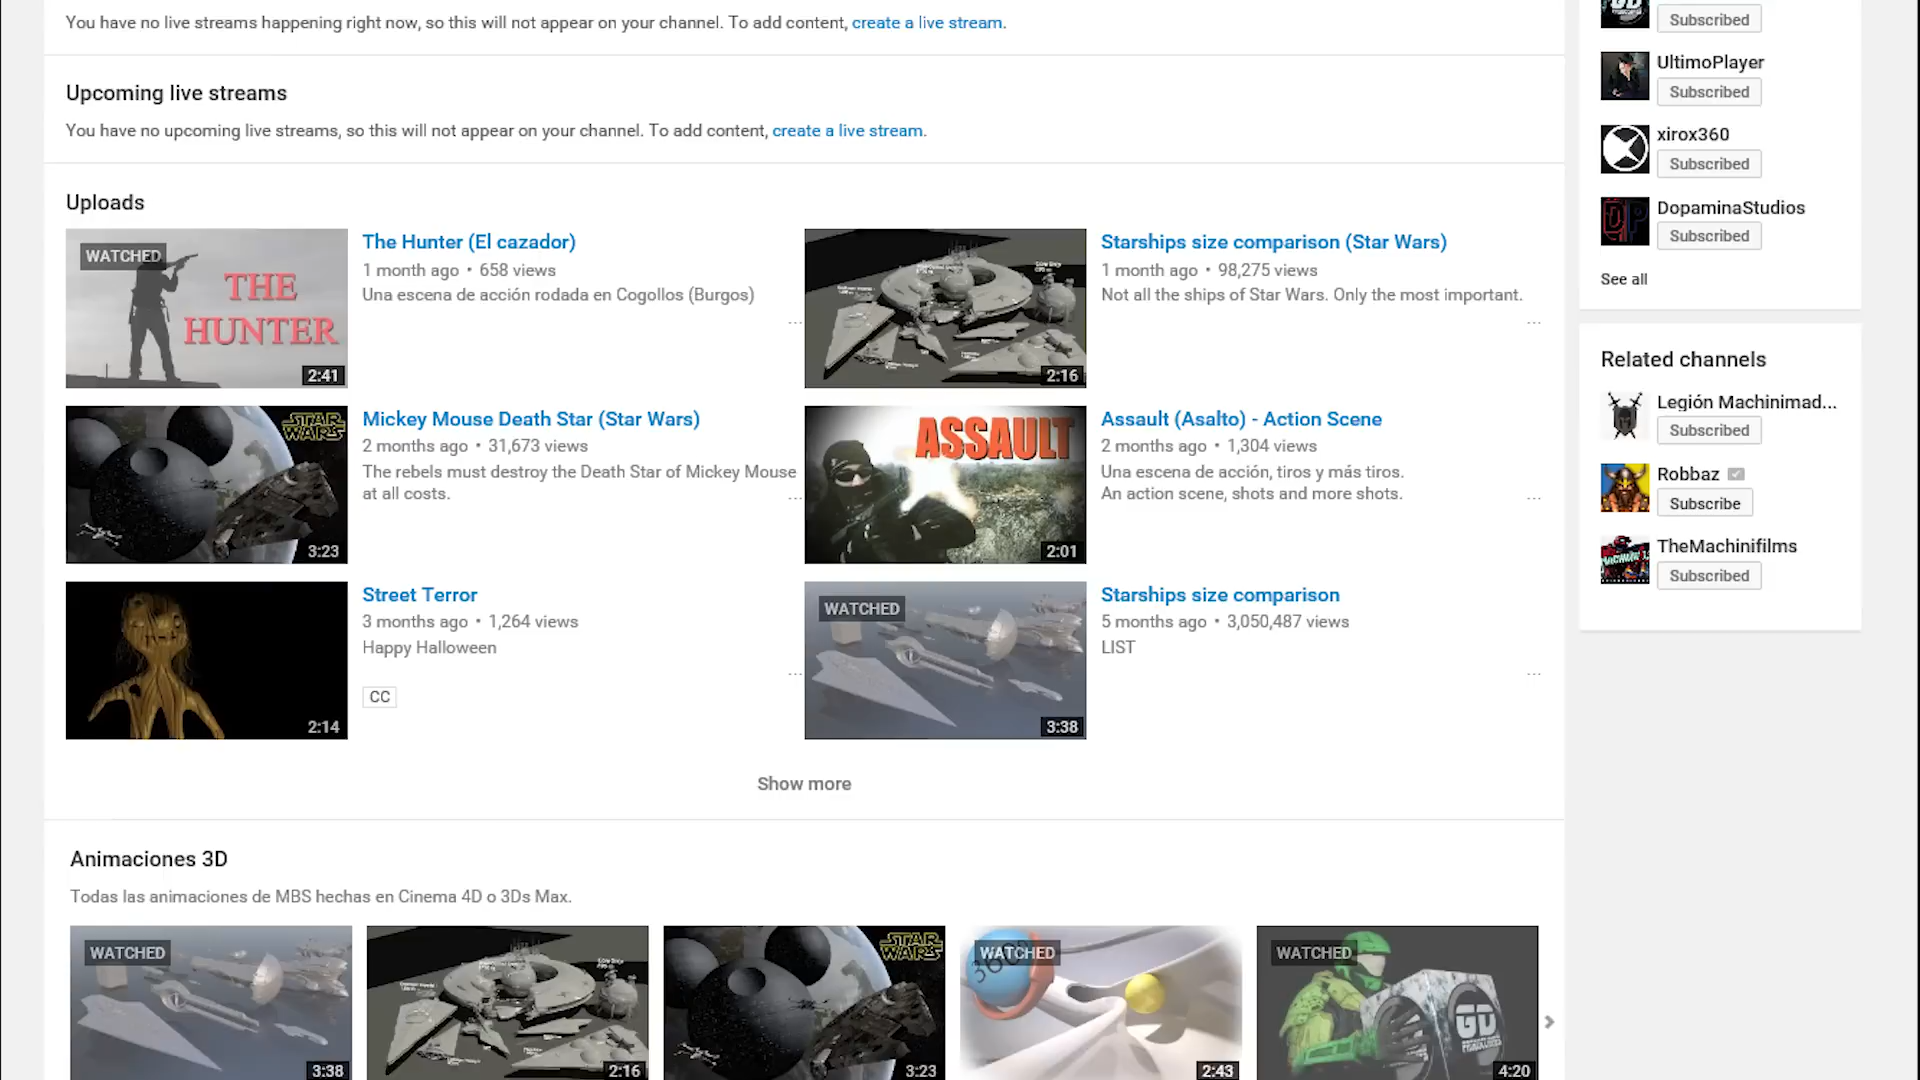 You have no live streams happening right now, so this will not appear on your channel. To add content, create a live stream.
Upcoming live streams
You have no upcoming live streams, so this will not appear on your channel. To add content, create a live stream.
Uploads
WATCHED
THE
HUNTER
2:41
The Hunter (El cazador)
1 month ago • 658 views
Una escena de acción rodada en Cogollos (Burgos)
...
2:16
Starships size comparison (Star Wars)
1 month ago • 98,275 views
Not all the ships of Star Wars. Only the most important.
...
STAR
WARS
3:23
Mickey Mouse Death Star (Star Wars)
2 months ago • 31,673 views
The rebels must destroy the Death Star of Mickey Mouse
at all costs.
...
ASSAULT
2:01
Assault (Asalto) - Action Scene
2 months ago • 1,304 views
Una escena de acción, tiros y más tiros.
An action scene, shots and more shots.
...
2:14
Street Terror
3 months ago • 1,264 views
Happy Halloween
CC
...
WATCHED
3:38
Starships size comparison
5 months ago • 3,050,487 views
LIST
...
Show more
Animaciones 3D
Todas las animaciones de MBS hechas en Cinema 4D o 3Ds Max.
WATCHED
3:38
2:16
STAR
WARS
3:23
WATCHED
360
2:43
WATCHED
GD
4:20
GD
Subscribed
UltimoPlayer
Subscribed
xirox360
Subscribed
DP
DopaminaStudios
Subscribed
See all
Related channels
Legión Machinimad...
Subscribed
Robbaz
Subscribe
TheMachinifilms
Subscribed